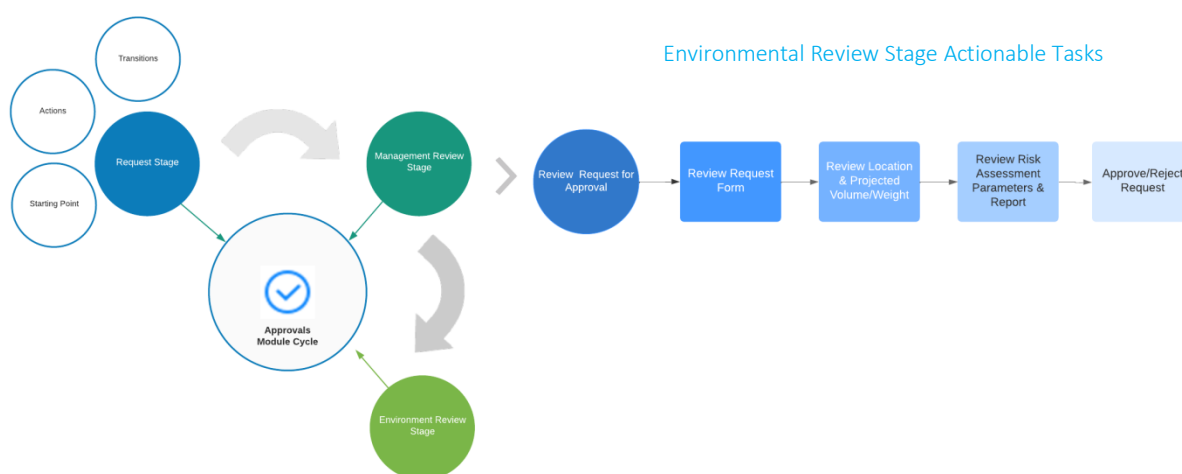 Environmental Review Stage Actionable Tasks
Transitions
Actions
Request Stage
Starting Point
Management Review
Stage
Approvals
Module Cycle
Environment Review
Stage
Review Request for
Approval
Review Request
Form
Review Location
& Projected
Volume/Weight
Review Risk
Assessment
Parameters &
Report
Approve/Reject
Request